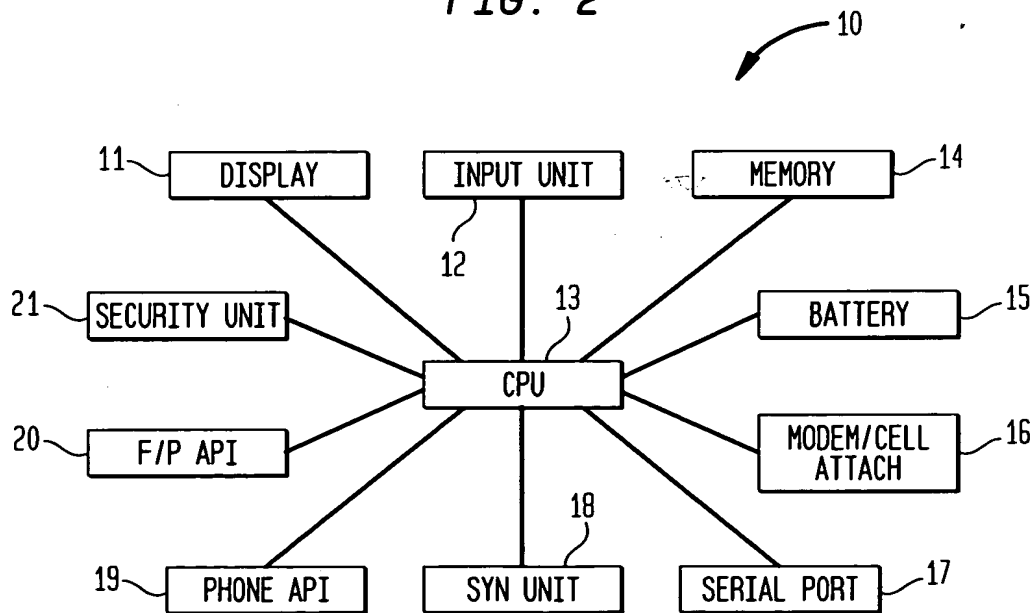 FIG. 2
10
11
DISPLAY
INPUT UNIT
MEMORY
14
12
21
SECURITY UNIT
13
BATTERY
15
CPU
20
F/P API
MODEM/CELL
ATTACH
16
18
19
PHONE API
SYN UNIT
SERIAL PORT
17